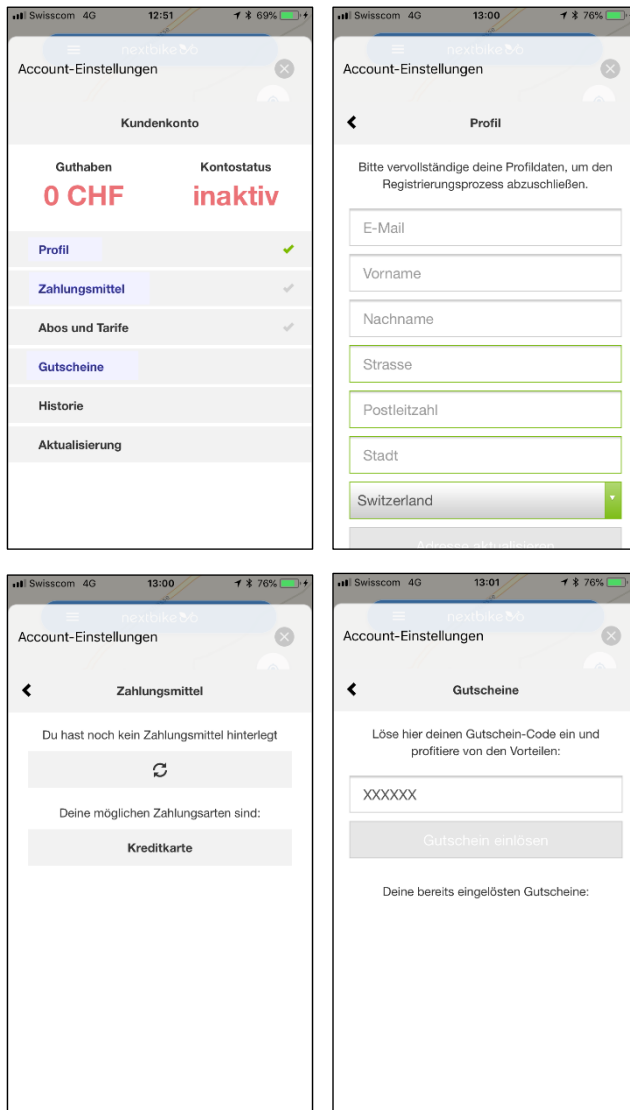 Swisscom 4G 12:51 69%
nextbike
Account-Einstellungen
Kundenkonto
Guthaben Kontostatus
0 CHF inaktiv
Profil
Zahlungsmittel
Abos und Tarife
Gutscheine
Historie
Aktualisierung
Swisscom 4G 13:00 76%
nextbike
Account-Einstellungen
Profil
Bitte vervollständige deine Profildaten, um den
Registrierungsprozess abzuschließen.
E-Mail
Vorname
Nachname
Strasse
Postleitzahl
Stadt
Switzerland
Adresse aktualisieren
Swisscom 4G 13:00 76%
nextbike
Account-Einstellungen
Zahlungsmittel
Du hast noch kein Zahlungsmittel hinterlegt
Deine möglichen Zahlungsarten sind:
Kreditkarte
Swisscom 4G 13:01 76%
nextbike
Account-Einstellungen
Gutscheine
Löse hier deinen Gutschein-Code ein und
profitiere von den Vorteilen:
XXXXXX
Gutschein einlösen
Deine bereits eingelösten Gutscheine: